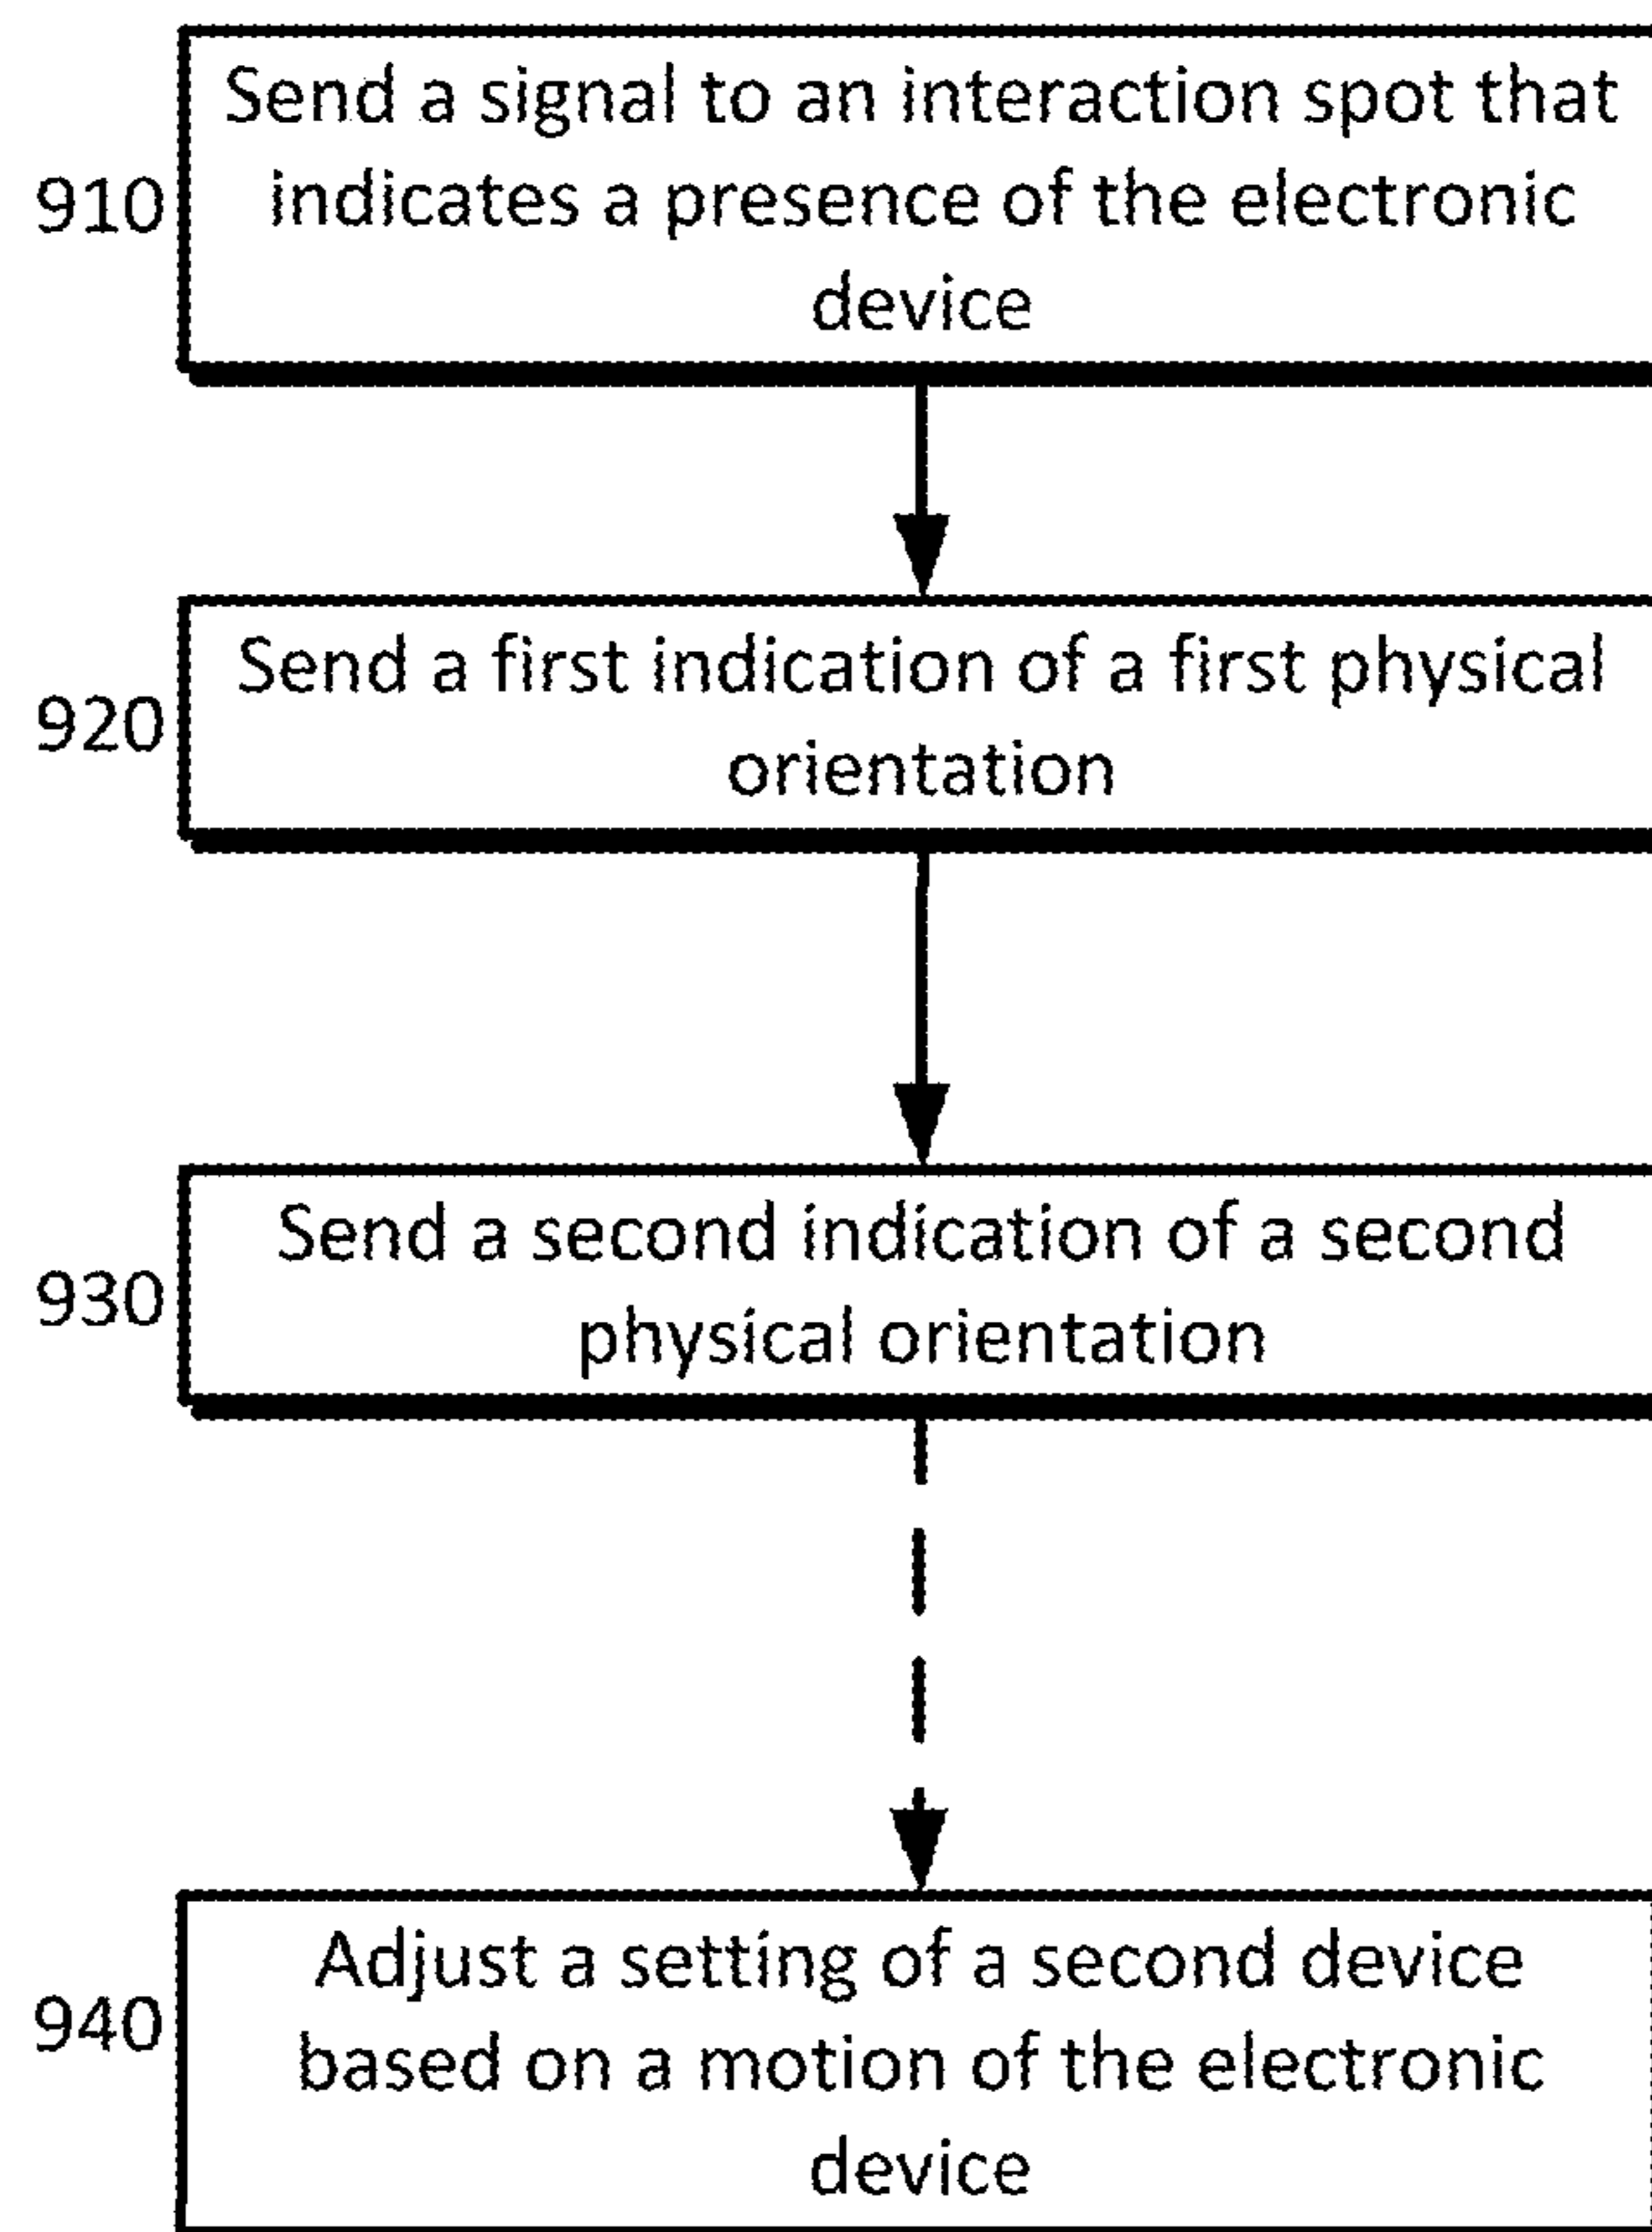 Send a signal to an interaction spot that
910
indicates a presence of the electronic
device
Send a first indication of a first physical
920
orientation
Send a second indication of a second
930
physical orientation
Adjust a setting of a second device
940
based on a motion of the electronic
device